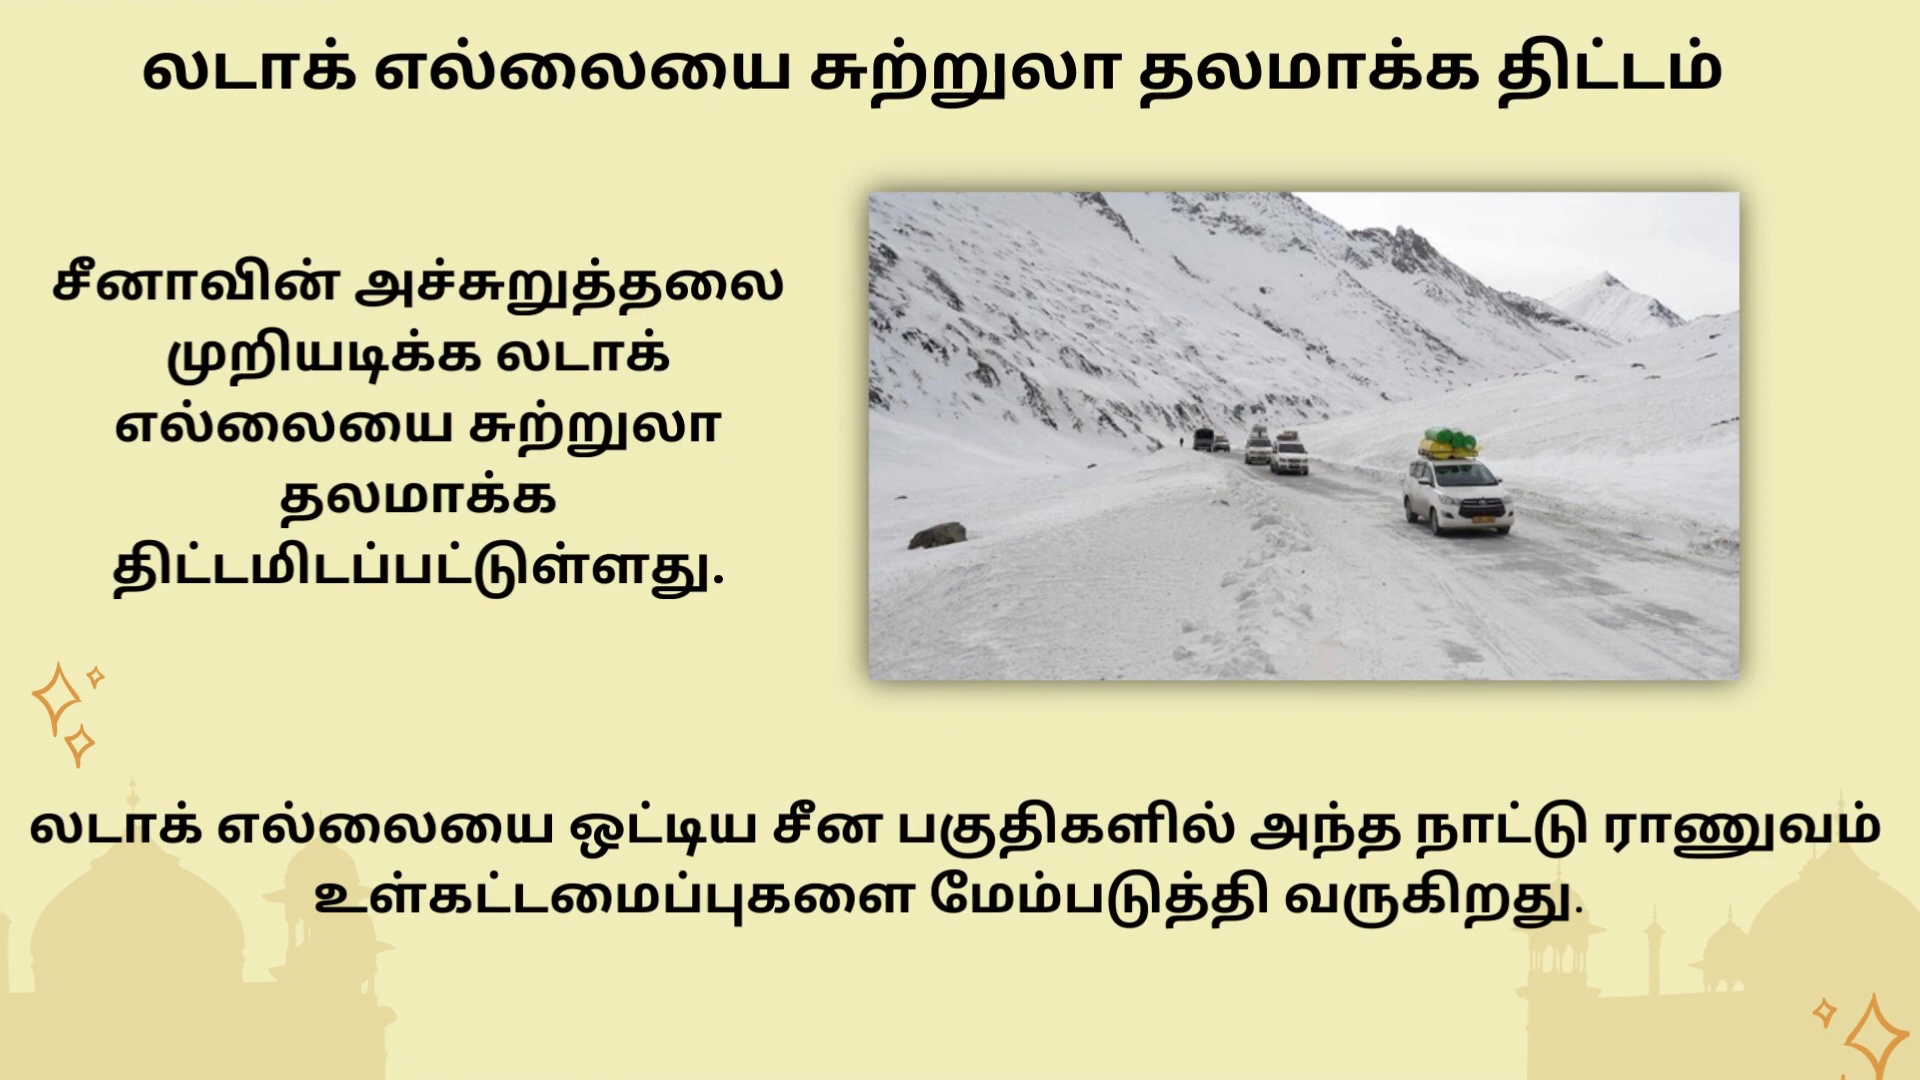 லடாக் எல்லையை சுற்றுலா தலமாக்க திட்டம்
சீனாவின் அச்சுறுத்தலை
முறியடிக்க லடாக்
எல்லையை சுற்றுலா
தலமாக்க
திட்டமிடப்பட்டுள்ளது.
லடாக் எல்லையை ஒட்டிய சீன பகுதிகளில் அந்த நாட்டு ராணுவம்
உள்கட்டமைப்புகளை மேம்படுத்தி வருகிறது.